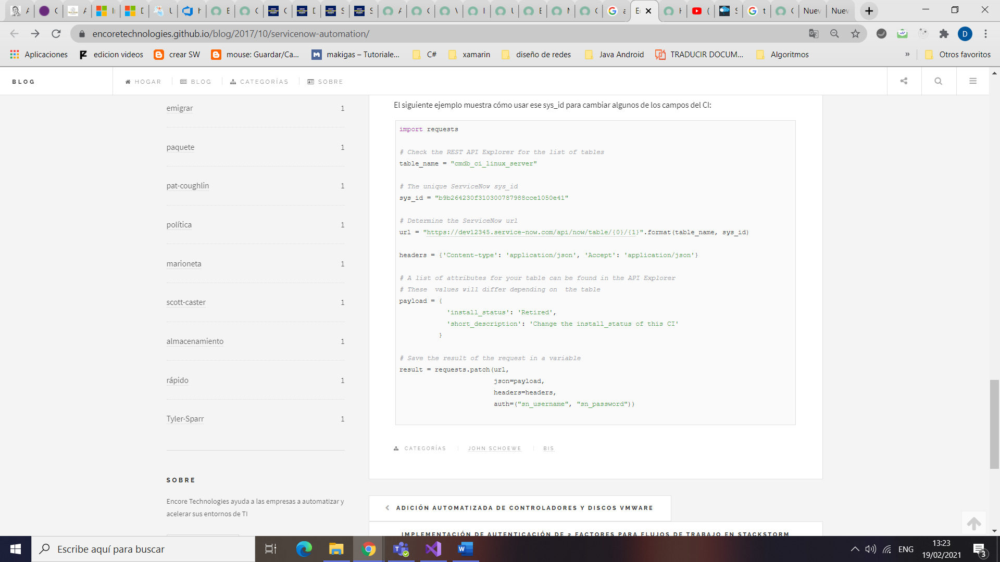 encoretechnologies.github.io/blog/2017/10/servicenow-automation/
D
Aplicaciones
edicion videos
crear SW
mouse: Guardar/Ca...
makigas – Tutoriale...
C#
xamarin
diseño de redes
Java Android
TRADUCIR DOCUM...
Algoritmos
»
Otros favoritos
BLOG
HOGAR
BLOG
CATEGORÍAS
SOBRE
emigrar 1
paquete 1
pat-coughlin 1
política 1
marioneta 1
scott-caster 1
almacenamiento 1
rápido 1
Tyler-Sparr 1
SOBRE
Encore Technologies ayuda a las empresas a automatizar y
acelerar sus entornos de TI
El siguiente ejemplo muestra cómo usar ese sys_id para cambiar algunos de los campos del CI:
import requests
# Check the REST API Explorer for the list of tables
table_name = "cmdb_ci_linux_server"
# The unique ServiceNow sys_id
sys_id = "b9b264230f310300787988cce1050e41"
# Determine the ServiceNow url
url = "https://dev12345.service-now.com/api/now/table/{0}/{1}".format(table_name, sys_id)
headers = {'Content-type': 'application/json', 'Accept': 'application/json'}
# A list of attributes for your table can be found in the API Explorer
# These  values will differ depending on  the table
payload = {
'install_status': 'Retired',
'short_description': 'Change the install_status of this CI'
}
# Save the result of the request in a variable
result = requests.patch(url,
json=payload,
headers=headers,
auth=("sn_username", "sn_password"))
CATEGORÍAS
JOHN SCHOEWE
BIS
ADICIÓN AUTOMATIZADA DE CONTROLADORES Y DISCOS VMWARE
IMPLEMENTACIÓN DE AUTENTICACIÓN DE 2 FACTORES PARA FLUJOS DE TRABAJO EN STACKSTORM
Escribe aquí para buscar
ENG
13:23
19/02/2021
3